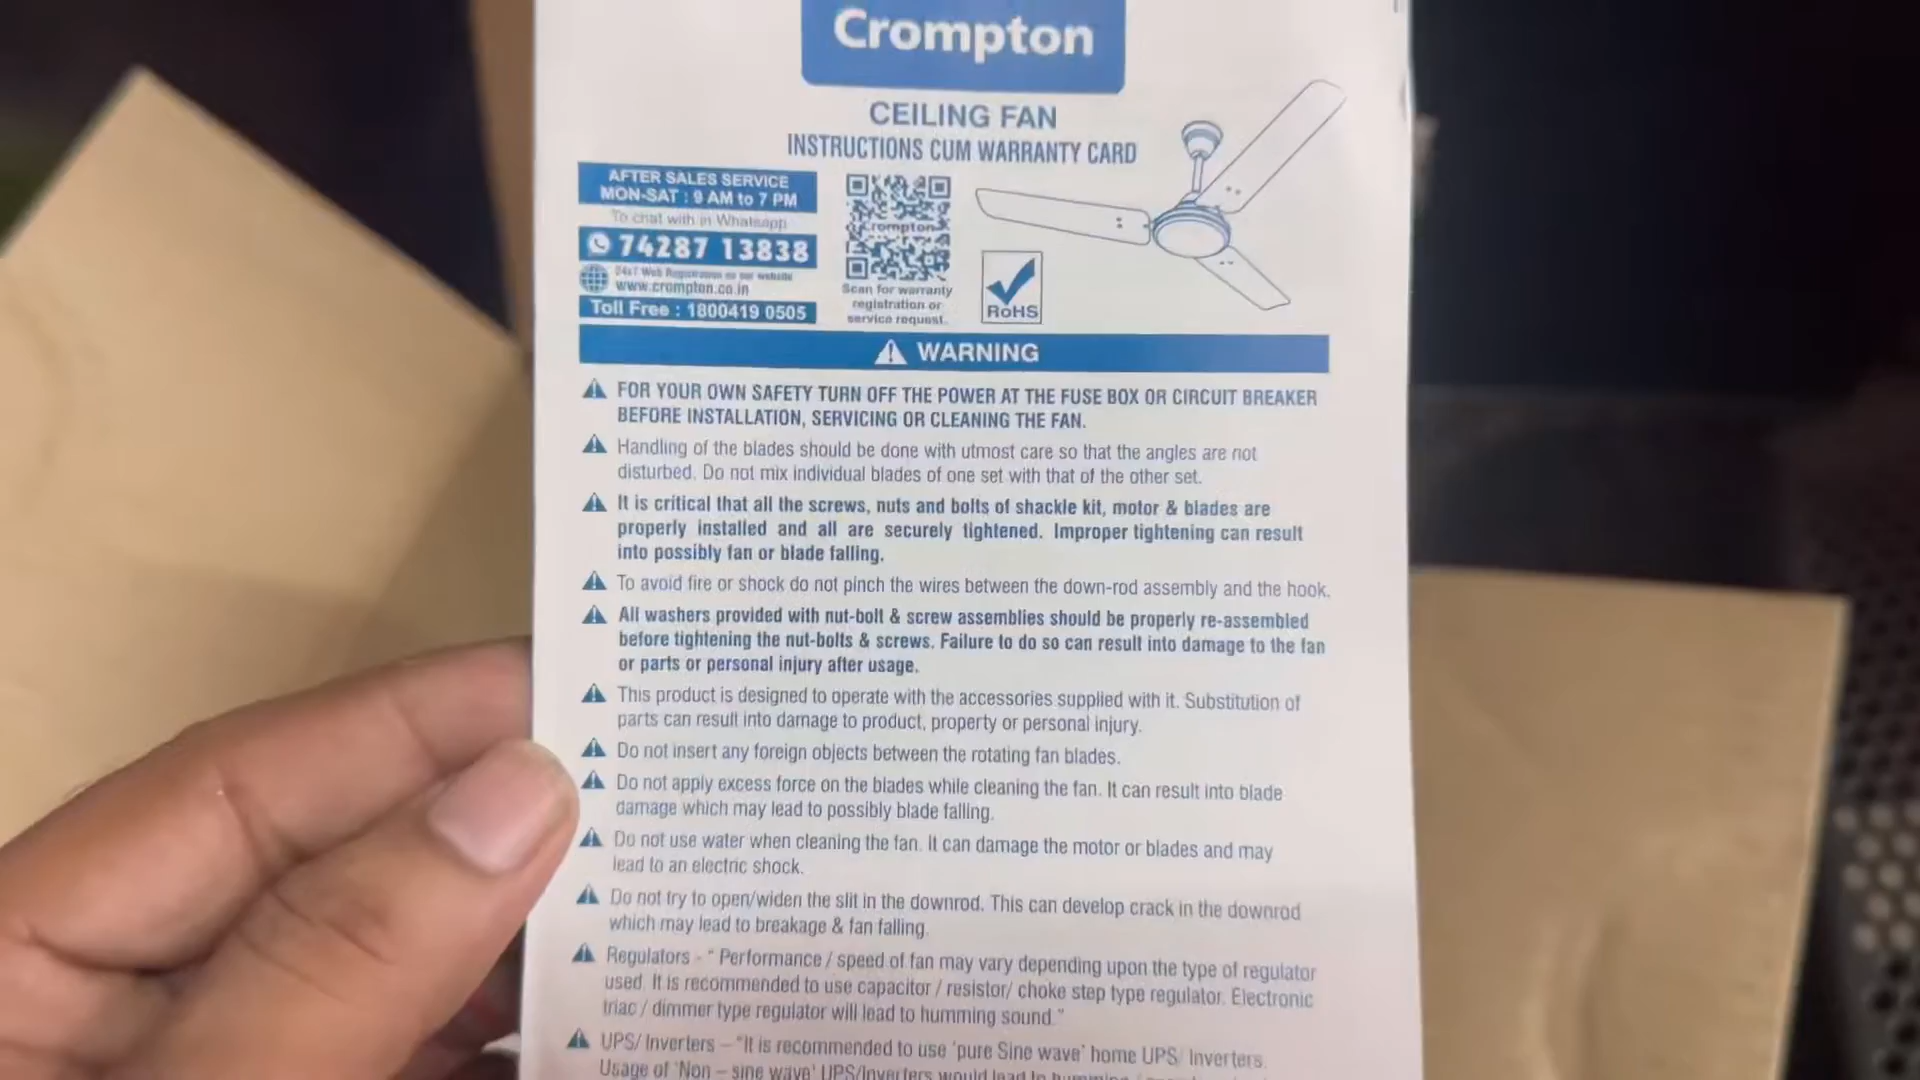 Crompton
CEILING FAN
INSTRUCTIONS CUM WARRANTY CARD
AFTER SALES SERVICE
MON-SAT : 9 AM to 7 PM
To chat with in Whatsapp
74287 13838
24x7 Web Registration on our website
www.crompton.co.in
Toll Free : 1800419 0505
Crompton
Scan for warranty
registration or
service request.
RoHS
WARNING
FOR YOUR OWN SAFETY TURN OFF THE POWER AT THE FUSE BOX OR CIRCUIT BREAKER
BEFORE INSTALLATION, SERVICING OR CLEANING THE FAN.
Handling of the blades should be done with utmost care so that the angles are not
disturbed. Do not mix individual blades of one set with that of the other set.
It is critical that all the screws, nuts and bolts of shackle kit, motor & blades are
properly installed and all are securely tightened. Improper tightening can result
into possibly fan or blade falling.
To avoid fire or shock do not pinch the wires between the down-rod assembly and the hook.
All washers provided with nut-bolt & screw assemblies should be properly re-assembled
before tightening the nut-bolts & screws. Failure to do so can result into damage to the fan
or parts or personal injury after usage.
This product is designed to operate with the accessories supplied with it. Substitution of
parts can result into damage to product, property or personal injury.
Do not insert any foreign objects between the rotating fan blades.
Do not apply excess force on the blades while cleaning the fan. It can result into blade
damage which may lead to possibly blade falling.
Do not use water when cleaning the fan. It can damage the motor or blades and may
lead to an electric shock.
Do not try to open/widen the slit in the downrod. This can develop crack in the downrod
which may lead to breakage & fan falling.
Regulators - " Performance / speed of fan may vary depending upon the type of regulator
used. It is recommended to use capacitor / resistor/ choke step type regulator. Electronic
triac / dimmer type regulator will lead to humming sound."
UPS/ Inverters – "It is recommended to use 'pure Sine wave' home UPS/ Inverters.
Usage of 'Non – sine wave' UPS/Inverters would lead to humming